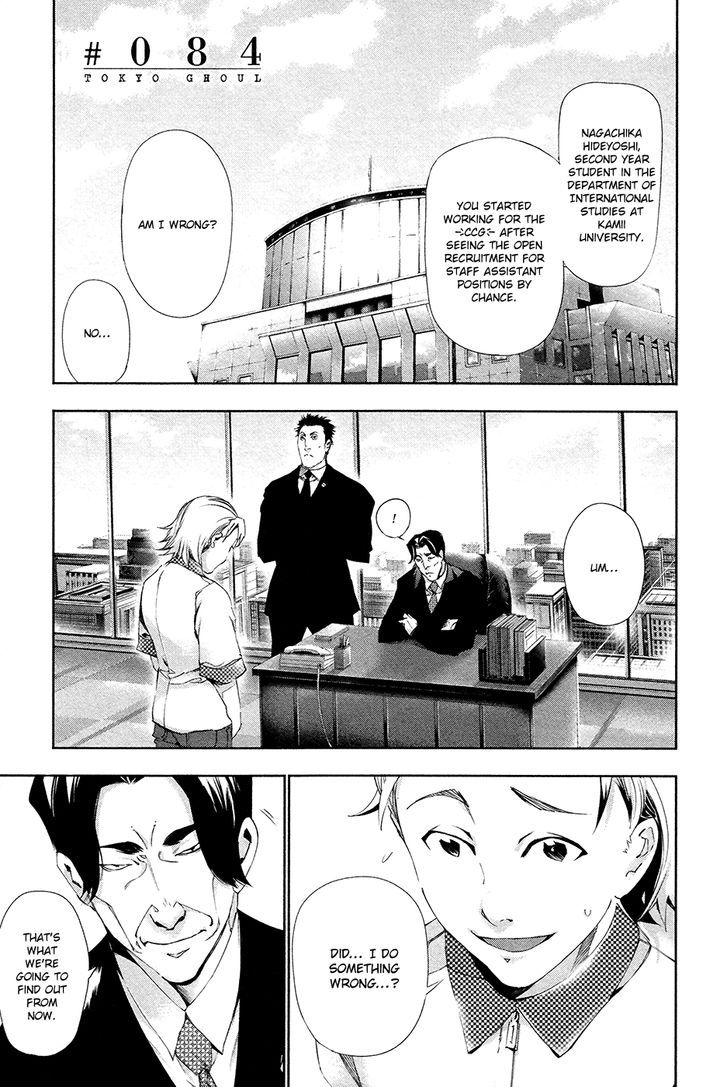 #084
TOKYO GHOUL
NAGACHIKA
HIDEYOSHI,
SECOND YEAR
STUDENT IN THE
DEPARTMENT OF
INTERNATIONAL
STUDIES AT
KAMII
UNIVERSITY.
YOU STARTED
WORKING FOR THE
->CCG<- AFTER
SEEING THE OPEN
RECRUITMENT FOR
STAFF ASSISTANT
POSITIONS BY
CHANCE.
AM I WRONG?
NO...
UM...
!
DID... I DO
SOMETHING
WRONG...?
THAT'S
WHAT
WE'RE
GOING TO
FIND OUT
FROM
NOW.